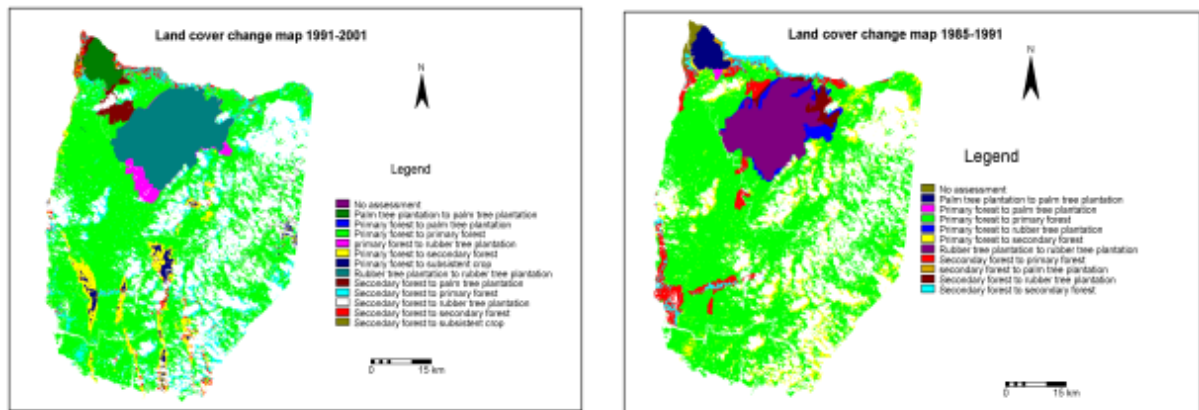 Land cover change map 1991-2001
N
Legend
No assessment
Palm tree plantation to palm tree plantation
Primary forest to palm tree plantation
Primary forest to primary forest
primary forest to rubber tree plantation
Primary forest to secondary forest
Primary forest to subsistent crop
Rubber tree plantation to rubber tree plantation
Secondary forest to palm tree plantation
Secondary forest to primary forest
Secondary forest to rubber tree plantation
Secondary forest to secondary forest
Secondary forest to subsistent crop
0 15 km
Land cover change map 1985-1991
N
Legend
No assessment
Palm tree plantation to palm tree plantation
Primary forest to palm tree plantation
Primary forest to primary forest
Primary forest to rubber tree plantation
Primary forest to secondary forest
Rubber tree plantation to rubber tree plantation
Seconday forest to primary forest
secondary forest to palm tree plantation
Secondary forest to rubber tree plantation
Secondary forest to secondary forest
0 15 km